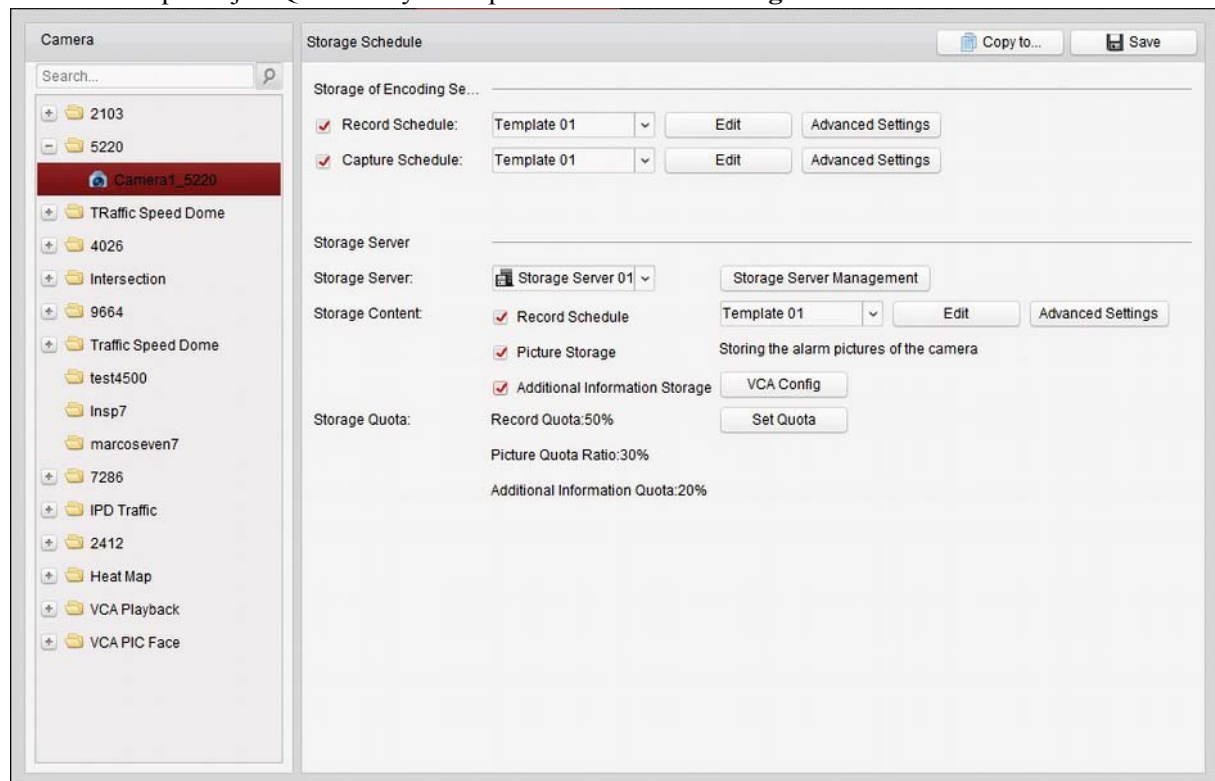 Camera
Search...
2103
5220
Camera1_5220
TRaffic Speed Dome
4026
Intersection
9664
Traffic Speed Dome
test4500
Insp7
marcoseven7
7286
IPD Traffic
2412
Heat Map
VCA Playback
VCA PIC Face
Storage Schedule Copy to... Save
Storage of Encoding Se...
Record Schedule: Template 01 Edit Advanced Settings
Capture Schedule: Template 01 Edit Advanced Settings
Storage Server
Storage Server: Storage Server 01 Storage Server Management
Storage Content: Record Schedule Template 01 Edit Advanced Settings
Picture Storage Storing the alarm pictures of the camera
Additional Information Storage VCA Config
Storage Quota: Record Quota:50% Set Quota
Picture Quota Ratio:30%
Additional Information Quota:20%